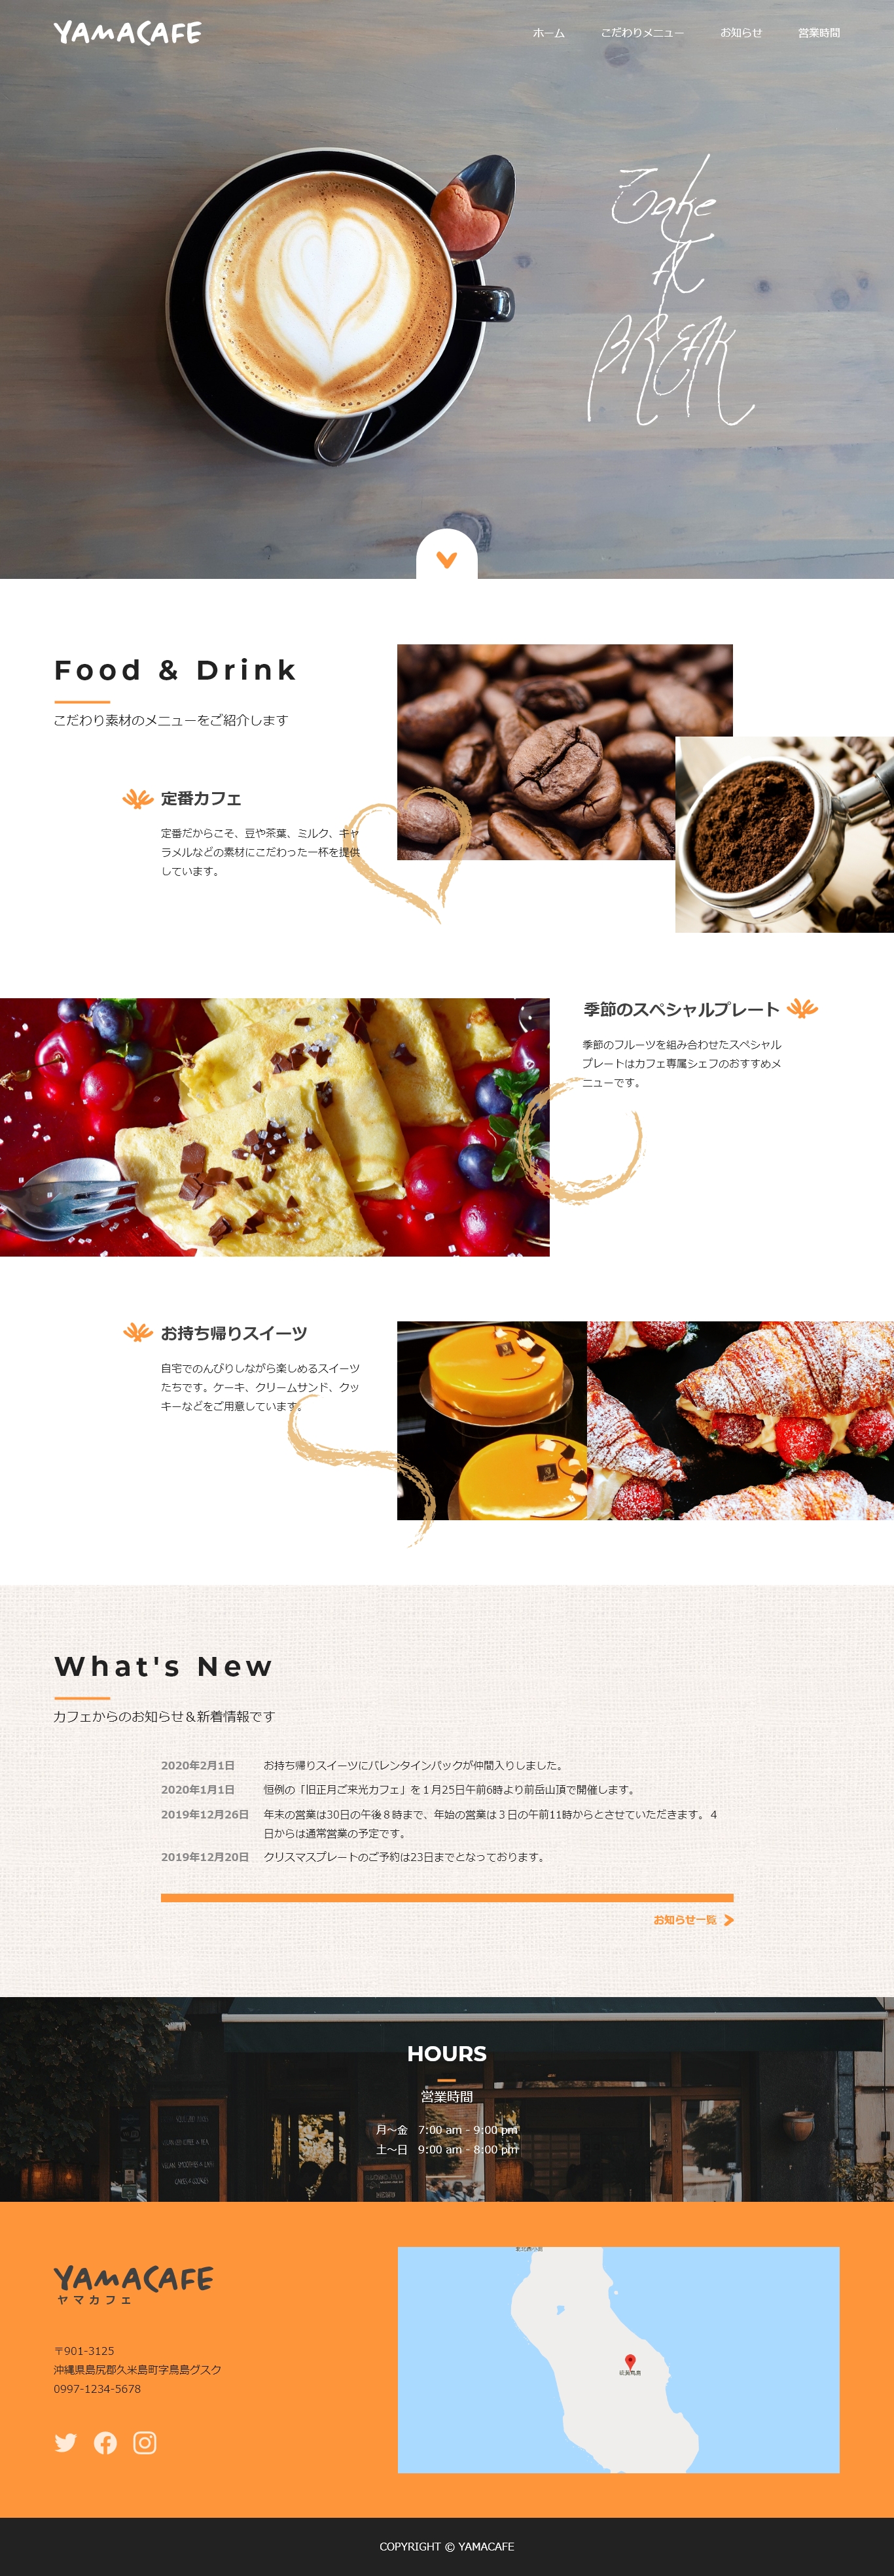 YAMACAFE
ホーム こだわりメニュー お知らせ 営業時間
Take
A
BREAK
Food & Drink
こだわり素材のメニューをご紹介します
定番カフェ
定番だからこそ、豆や茶葉、ミルク、キャ
ラメルなどの素材にこだわった一杯を提供
しています。
季節のスペシャルプレート
季節のフルーツを組み合わせたスペシャル
プレートはカフェ専属シェフのおすすめメ
ニューです。
お持ち帰りスイーツ
自宅でのんびりしながら楽しめるスイーツ
たちです。ケーキ、クリームサンド、クッ
キーなどをご用意しています。
What's New
カフェからのお知らせ＆新着情報です
2020年2月1日 お持ち帰りスイーツにバレンタインパックが仲間入りしました。
2020年1月1日 恒例の「旧正月ご来光カフェ」を１月25日午前6時より前岳山頂で開催します。
2019年12月26日 年末の営業は30日の午後８時まで、年始の営業は３日の午前11時からとさせていただきます。４
日からは通常営業の予定です。
2019年12月20日 クリスマスプレートのご予約は23日までとなっております。
お知らせ一覧
HOURS
営業時間
月〜金 7:00 am - 9:00 pm
土〜日 9:00 am - 8:00 pm
YAMACAFE
ヤマカフェ
〒901-3125
沖縄県島尻郡久米島町字鳥島グスク
0997-1234-5678
硫黄鳥島
COPYRIGHT © YAMACAFE